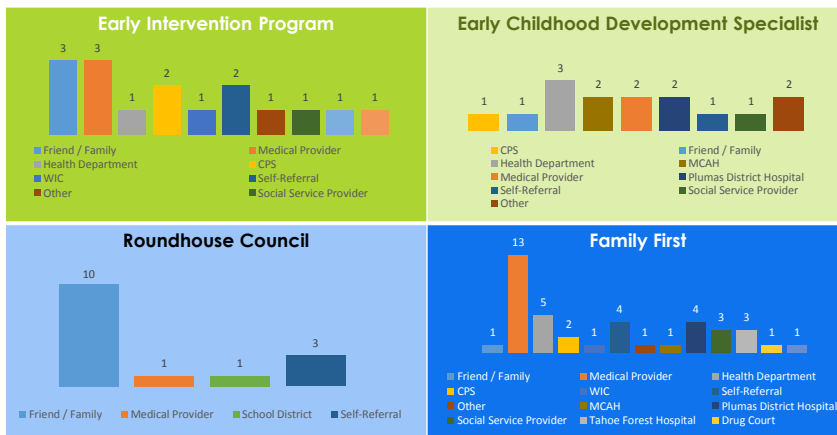 Early Intervention Program
3 3 1 2 1 2 1 1 1 1
Friend / Family Medical Provider
Health Department CPS
WIC Self-Referral
Other Social Service Provider
Early Childhood Development Specialist
1 1 3 2 2 2 1 1 2
CPS Friend / Family
Health Department MCAH
Medical Provider Plumas District Hospital
Self-Referral Social Service Provider
Other
Roundhouse Council
10 1 1 3
Friend / Family Medical Provider School District Self-Referral
Family First
1 13 5 2 1 4 1 1 4 3 3 1 1
Friend / Family Medical Provider Health Department
CPS WIC Self-Referral
Other MCAH Plumas District Hospital
Social Service Provider Tahoe Forest Hospital Drug Court